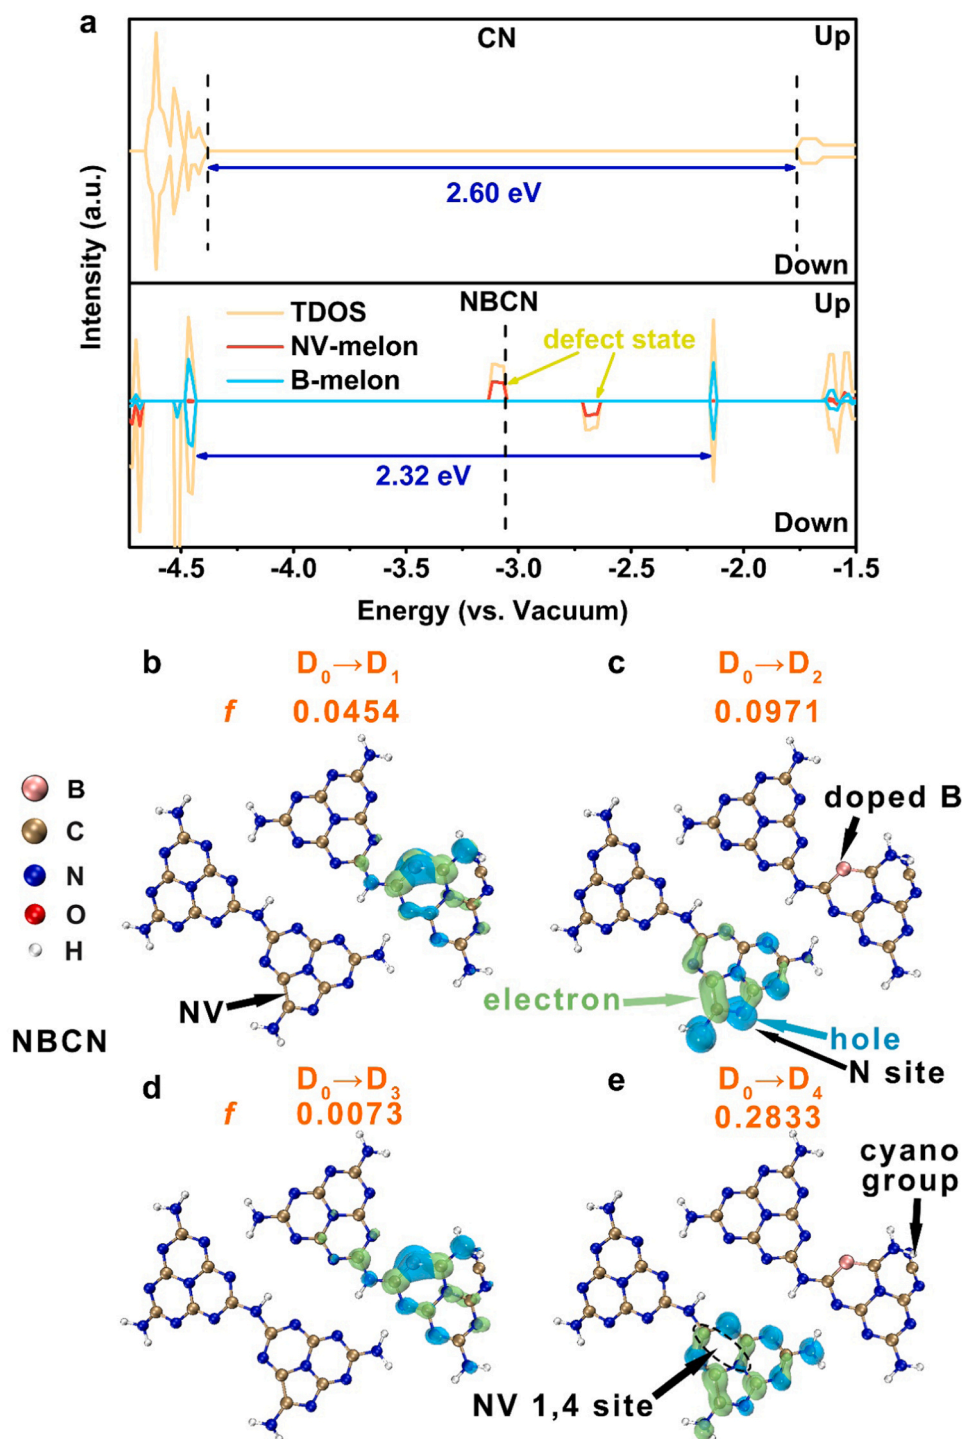 a
CN
Up
2.60 eV
Down
Intensity (a.u.)
NBCN
Up
TDOS
NV-melon
B-melon
defect state
2.32 eV
Down
-4.5 -4.0 -3.5 -3.0 -2.5 -2.0 -1.5
Energy (vs. Vacuum)
b D0→D1
f 0.0454
c D0→D2
0.0971
B
C
N
O
H
NBCN
NV
doped B
electron
hole
N site
d D0→D3
f 0.0073
e D0→D4
0.2833
cyano
group
NV 1,4 site